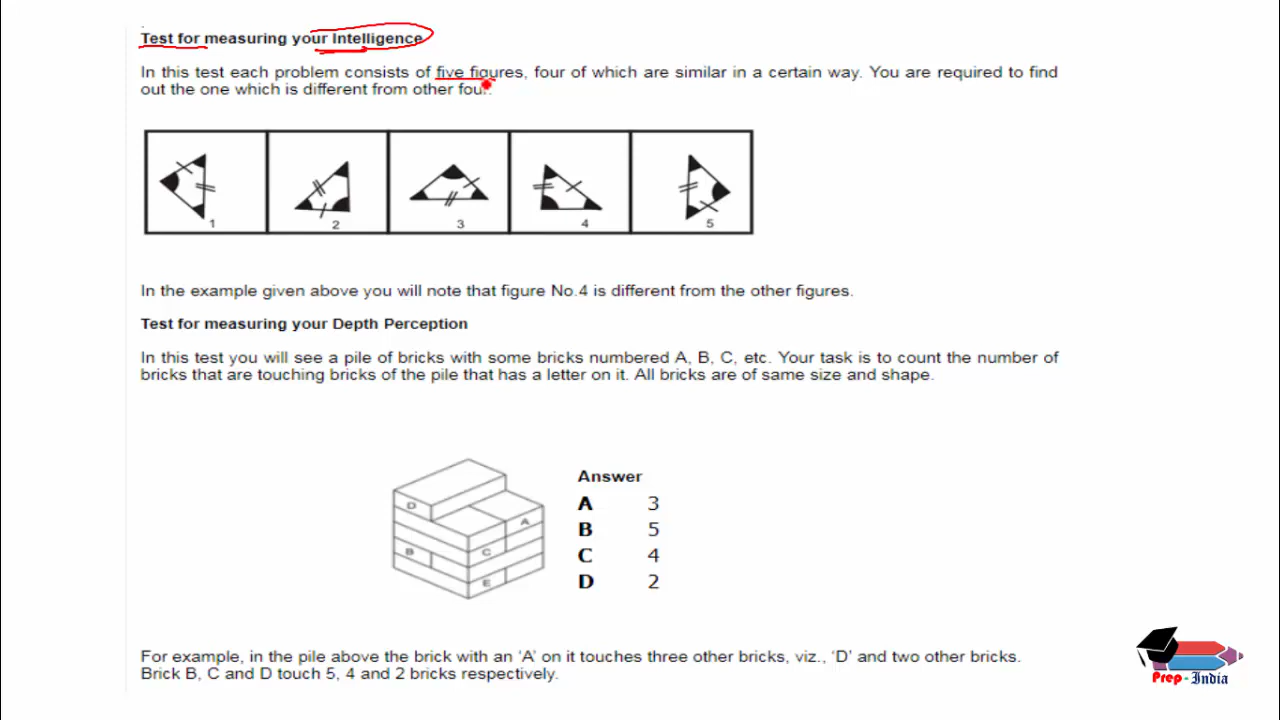 Test for measuring your Intelligence
In this test each problem consists of five figures, four of which are similar in a certain way. You are required to find
out the one which is different from other four.
1 2 3 4 5
In the example given above you will note that figure No.4 is different from the other figures.
Test for measuring your Depth Perception
In this test you will see a pile of bricks with some bricks numbered A, B, C, etc. Your task is to count the number of
bricks that are touching bricks of the pile that has a letter on it. All bricks are of same size and shape.
Answer
D
A
B
C
E
A 3
B 5
C 4
D 2
For example, in the pile above the brick with an ‘A’ on it touches three other bricks, viz., ‘D’ and two other bricks.
Brick B, C and D touch 5, 4 and 2 bricks respectively.
Prep-India